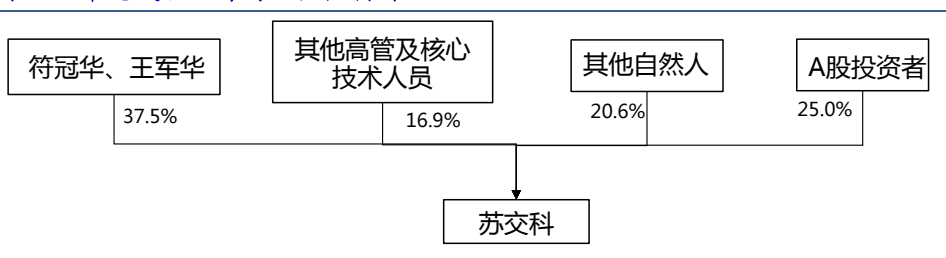 符冠华、王军华
其他高管及核心
技术人员
其他自然人
A股投资者
37.5%
16.9%
20.6%
25.0%
苏交科